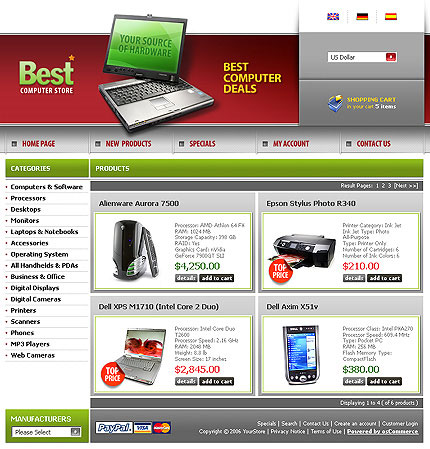 YOUR SOURCE
OF HARDWARE
Best
COMPUTER STORE
BEST
COMPUTER
DEALS
US Dollar
SHOPPING CART
in your cart 5 items
HOME PAGE
NEW PRODUCTS
SPECIALS
MY ACCOUNT
CONTACT US
CATEGORIES
Computers & Software
Processors
Desktops
Monitors
Laptops & Notebooks
Accessories
Operating System
All Handhelds & PDAs
Business & Office
Digital Displays
Digital Cameras
Printers
Scanners
Phones
MP3 Players
Web Cameras
MANUFACTURERS
Please Select
PRODUCTS
Result Pages: 1 2 3 [Next >>]
Alienware Aurora 7500
Processor: AMD Athlon 64 FX
RAM: 1024 MB
Storage Capacity: 390 GB
RAID: Yes
Graphics Card: nVidia
GeForce 7900GT SLI
$4,250.00
details
add to cart
Epson Stylus Photo R340
Printer Category: Ink Jet
Ink Jet Type: Photo
All-Purpose
Type: Printer Only
Number of Cartridges: 6
Number of Ink Colors: 6
TOP PRICE
$210.00
details
add to cart
Dell XPS M1710 (Intel Core 2 Duo)
Processor: Intel Core Duo
T2600
Processor Speed: 2.16 GHz
RAM: 2048 MB
Weight: 8.8 lb
Screen Size: 17 inches
TOP PRICE
$2,845.00
details
add to cart
Dell Axim X51v
Processor Class: Intel PXA270
Processor Speed: 609.4 MHz
Type: Pocket PC
RAM: 256 MB
Flash Memory Type:
CompactFlash
$380.00
details
add to cart
Displaying 1 to 4 (of 6 products)
PayPal VISA
Specials | Search | Contact Us | Create an account | Customer Login
Copyright © 2006 YourStore | Privacy Notice | Terms of Use | Powered by osCommerce